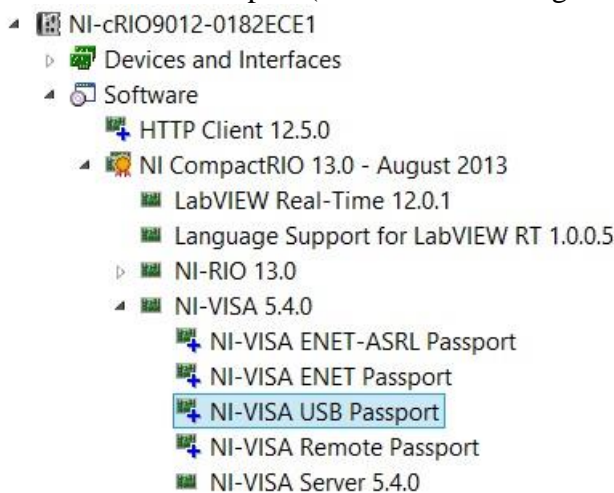 NI-cRIO9012-0182ECE1
Devices and Interfaces
Software
HTTP Client 12.5.0
NI CompactRIO 13.0 - August 2013
LabVIEW Real-Time 12.0.1
Language Support for LabVIEW RT 1.0.0.5
NI-RIO 13.0
NI-VISA 5.4.0
NI-VISA ENET-ASRL Passport
NI-VISA ENET Passport
NI-VISA USB Passport
NI-VISA Remote Passport
NI-VISA Server 5.4.0